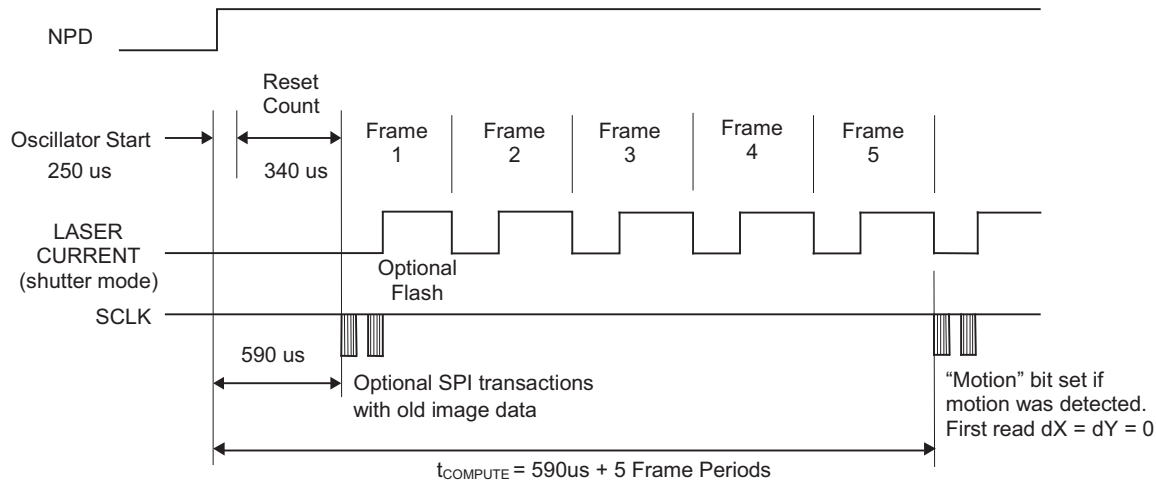 NPD
Reset
Count
Oscillator Start
250 us
340 us
Frame
1
Frame
2
Frame
3
Frame
4
Frame
5
LASER
CURRENT
(shutter mode)
Optional
Flash
SCLK
590 us
Optional SPI transactions
with old image data
“Motion” bit set if
motion was detected.
First read dX = dY = 0
tCOMPUTE = 590us + 5 Frame Periods